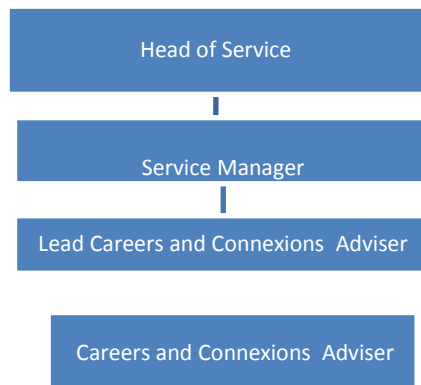 Head of Service
Service Manager
Lead Careers and Connexions Adviser
Careers and Connexions Adviser